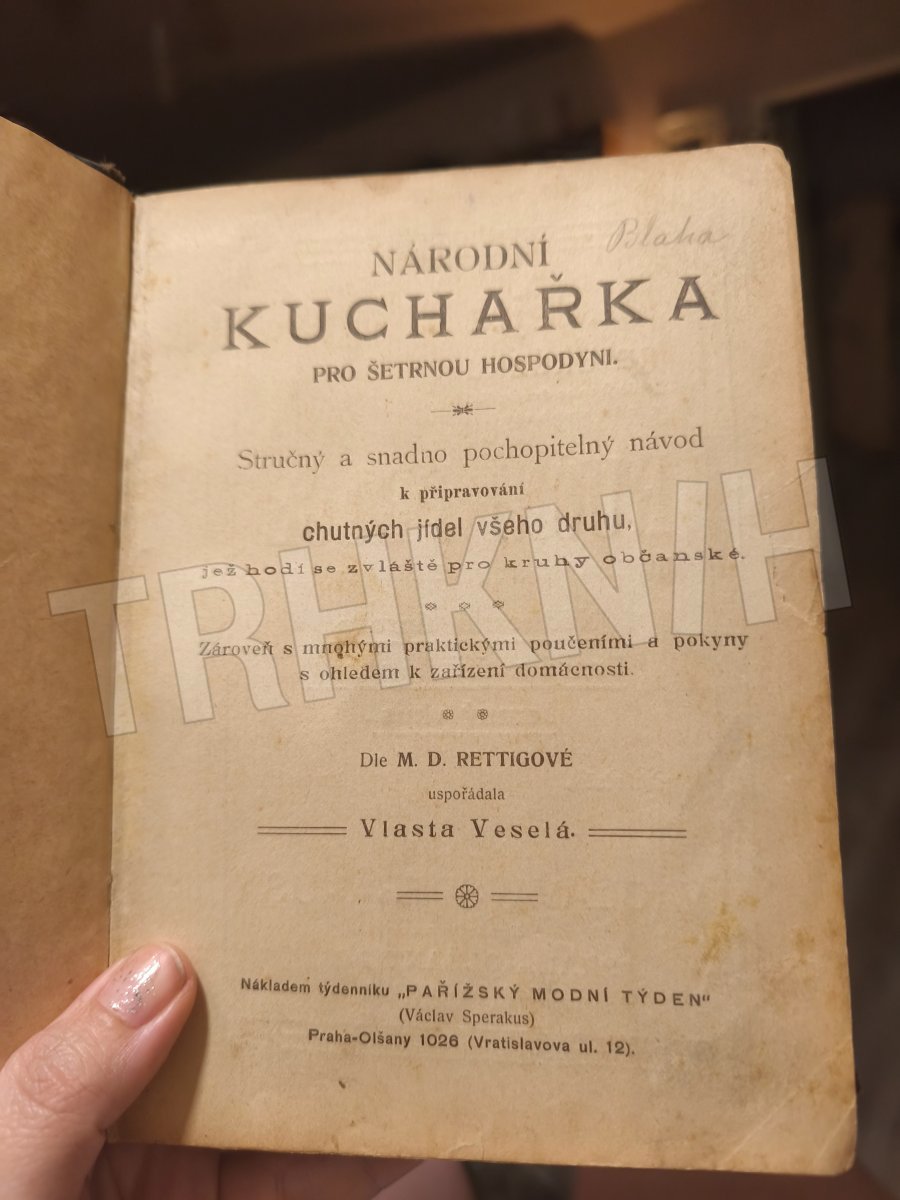 Blaha
NÁRODNÍ
KUCHAŘKA
PRO ŠETRNOU HOSPODYNI.
Stručný a snadno pochopitelný návod
k připravování
chutných jídel všeho druhu,
jež hodí se zvláště pro kruhy občanské.
Zároveň s mnohými praktickými poučeními a pokyny
s ohledem k zařízení domácnosti.
Dle M. D. RETTIGOVÉ
uspořádala
Vlasta Veselá.
Nákladem týdenníku „PAŘÍŽSKÝ MODNÍ TÝDEN"
(Václav Sperakus)
Praha-Olšany 1026 (Vratislavova ul. 12).
TRHKNIH